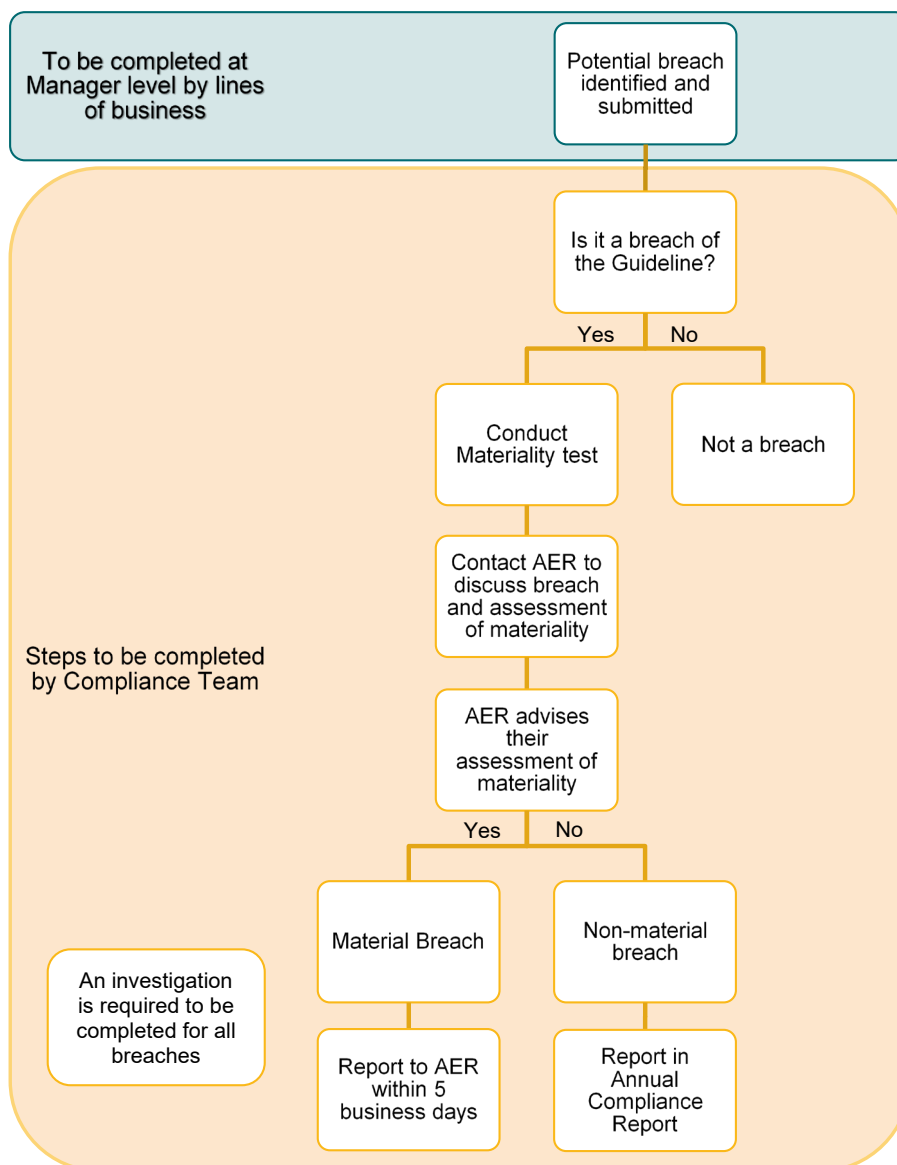 To be completed at
Manager level by lines
of business
Potential breach
identified and
submitted
Is it a breach of
the Guideline?
Yes
No
Conduct
Materiality test
Not a breach
Contact AER to
discuss breach
and assessment
of materiality
Steps to be completed
by Compliance Team
AER advises
their
assessment of
materiality
Yes
No
Material Breach
Non-material
breach
An investigation
is required to be
completed for all
breaches
Report to AER
within 5
business days
Report in
Annual
Compliance
Report